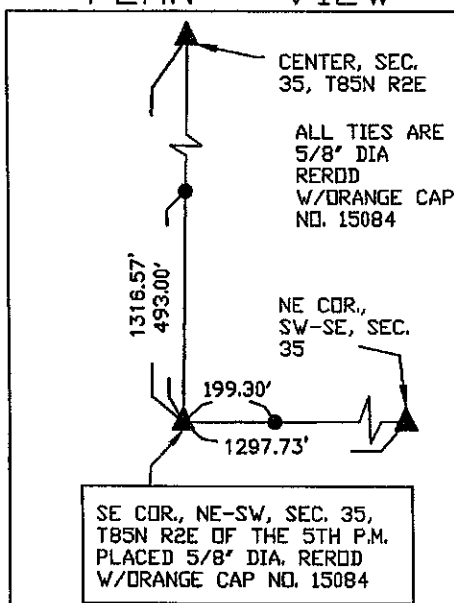 PLAN VIEW
CENTER, SEC.
35, T85N R2E
ALL TIES ARE
5/8" DIA
REROD
W/ORANGE CAP
NO. 15084
1316.57'
493.00'
NE COR.,
SW-SE, SEC.
35
199.30'
1297.73'
SE COR., NE-SW, SEC. 35,
T85N R2E OF THE 5TH P.M.
PLACED 5/8" DIA. REROD
W/ORANGE CAP NO. 15084